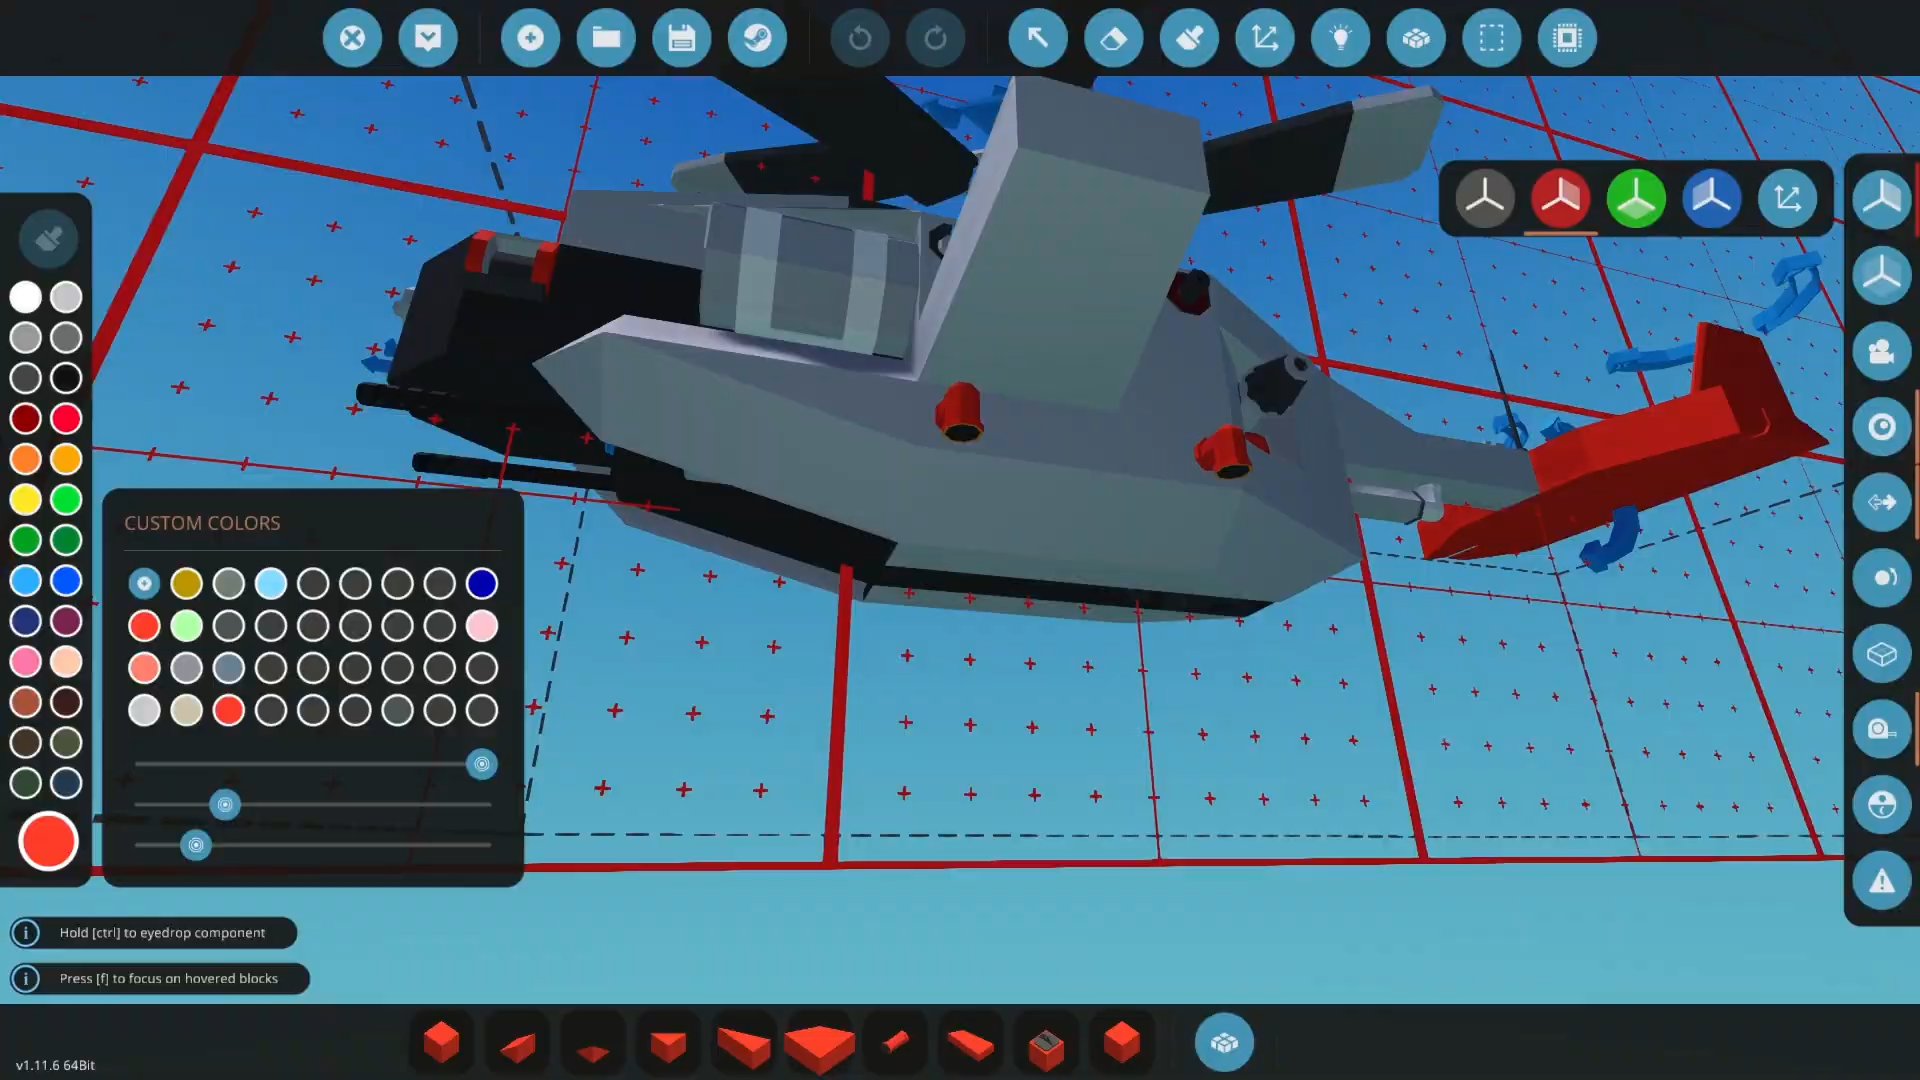 CUSTOM COLORS
Hold [ctrl] to eyedrop component
Press [f] to focus on hovered blocks
v1.11.6 64Bit